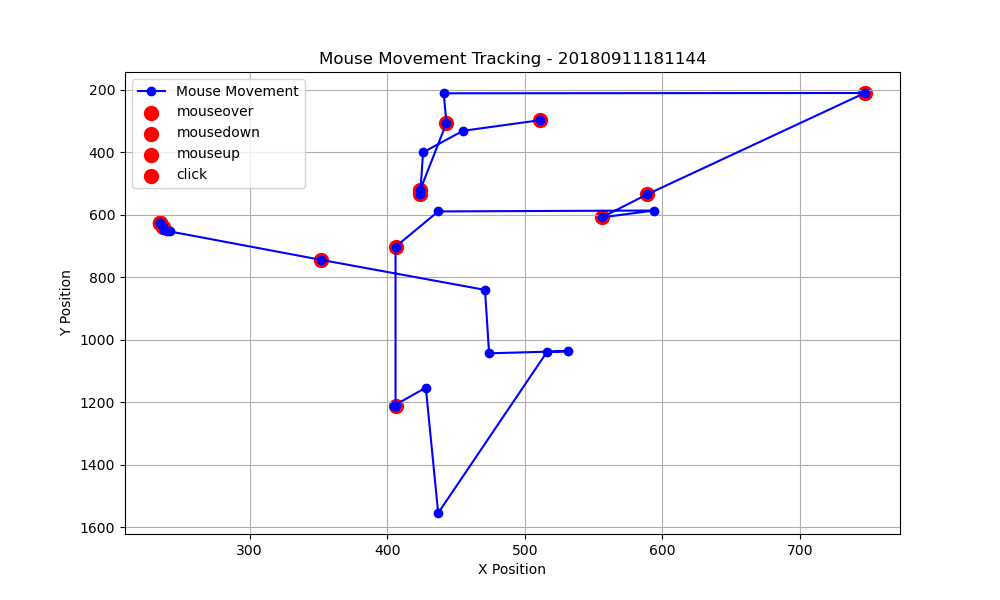 Mouse Movement Tracking - 20180911181144
Mouse Movement
mouseover
mousedown
mouseup
click
200
400
600
800
1000
1200
1400
1600
Y Position
300 400 500 600 700
X Position